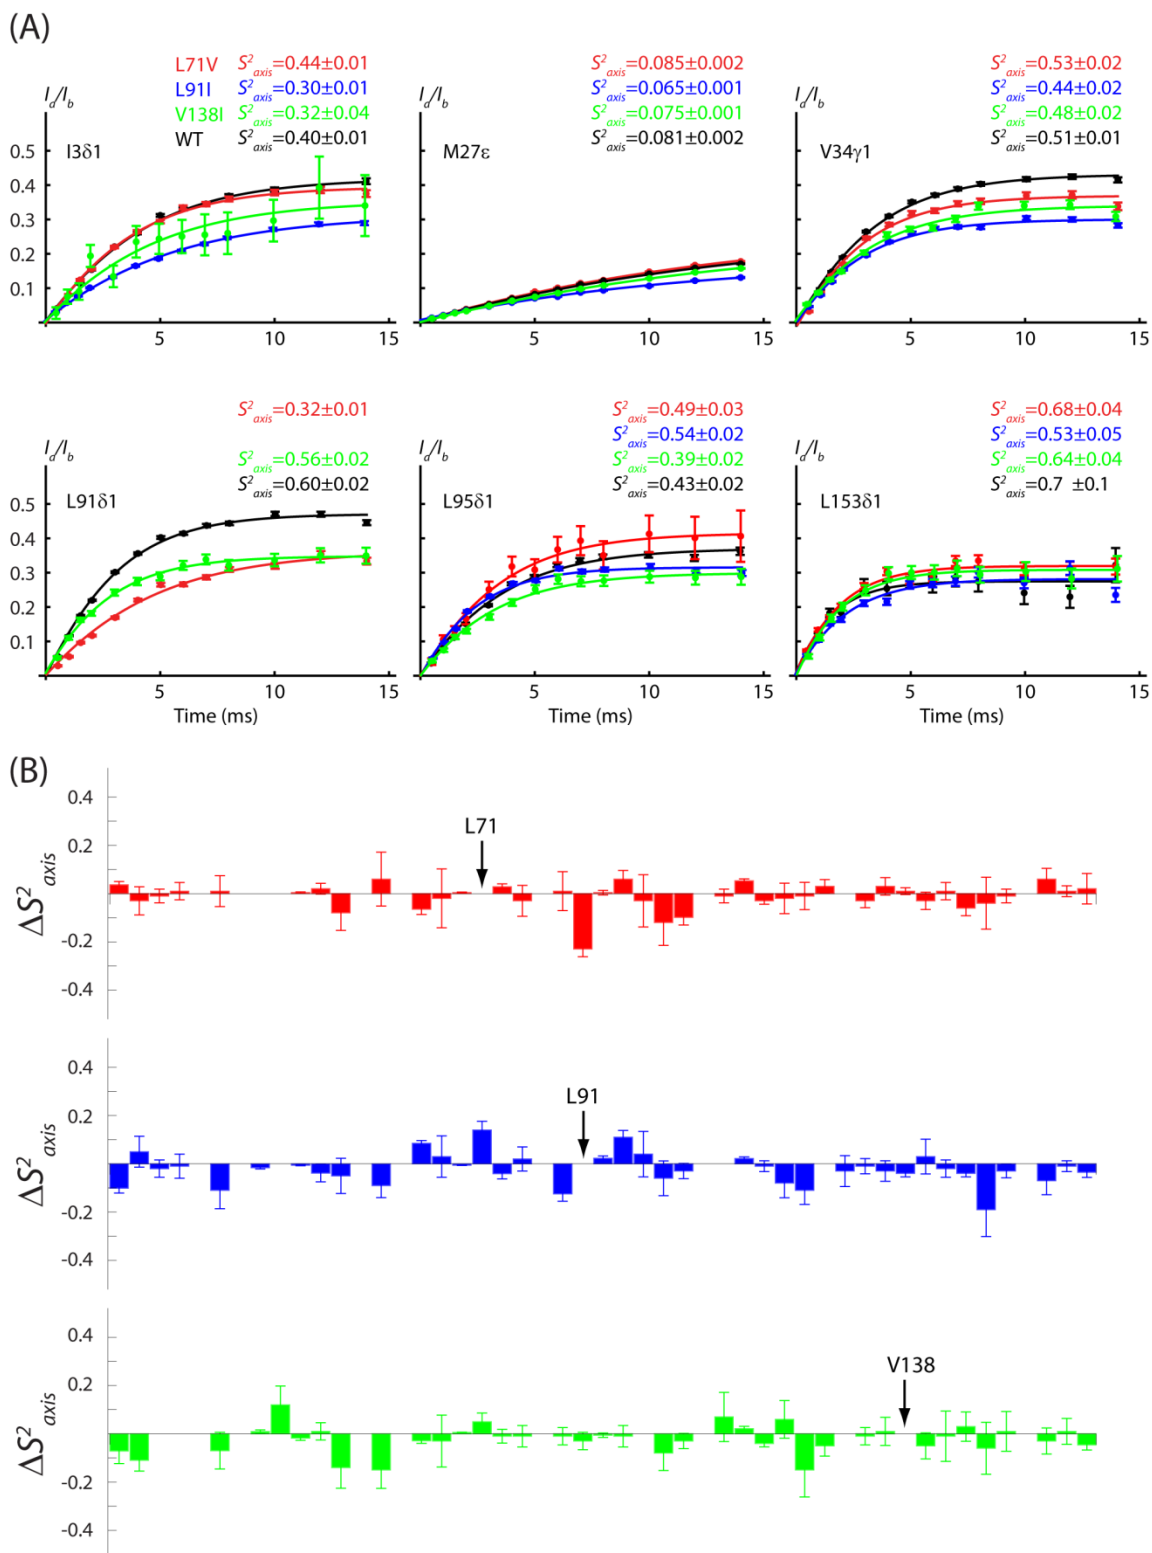 (A)
L71V S²axis=0.44±0.01
L91I S²axis=0.30±0.01
V138I S²axis=0.32±0.04
WT S²axis=0.40±0.01
Ia/Ib
I3δ1
0.5
0.4
0.3
0.2
0.1
5 10 15
S²axis=0.085±0.002
S²axis=0.065±0.001
S²axis=0.075±0.001
S²axis=0.081±0.002
M27ε
5 10 15
S²axis=0.53±0.02
S²axis=0.44±0.02
S²axis=0.48±0.02
S²axis=0.51±0.01
Ia/Ib
V34γ1
5 10 15
S²axis=0.32±0.01
S²axis=0.56±0.02
S²axis=0.60±0.02
Ia/Ib
L91δ1
0.5
0.4
0.3
0.2
0.1
5 10 15
Time (ms)
S²axis=0.49±0.03
S²axis=0.54±0.02
S²axis=0.39±0.02
S²axis=0.43±0.02
L95δ1
5 10 15
S²axis=0.68±0.04
S²axis=0.53±0.05
S²axis=0.64±0.04
S²axis=0.7 ±0.1
Ia/Ib
L153δ1
5 10 15
Time (ms)
(B)
ΔS²axis
0.4
0.2
-0.2
-0.4
L71
ΔS²axis
0.4
0.2
-0.2
-0.4
L91
ΔS²axis
0.4
0.2
-0.2
-0.4
V138